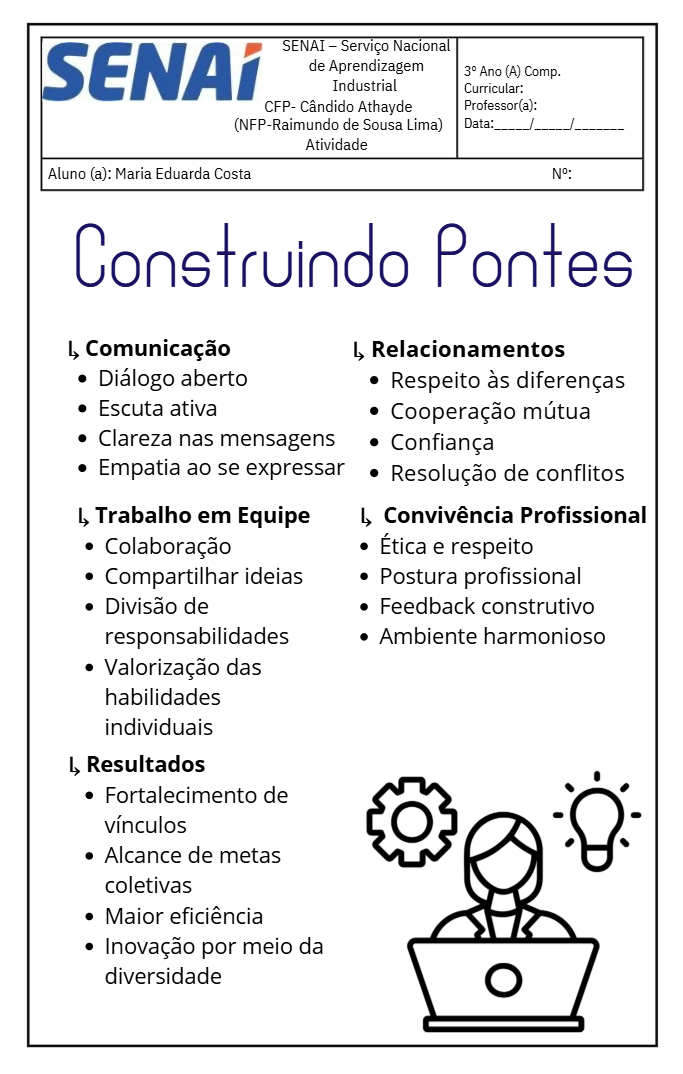 SENAI
SENAI – Serviço Nacional
de Aprendizagem
Industrial
CFP- Cândido Athayde
(NFP-Raimundo de Sousa Lima)
Atividade
3º Ano (A) Comp.
Curricular:
Professor(a):
Data:_____/_____/_______
Aluno (a): Maria Eduarda Costa
Nº:
Construindo Pontes
↳ Comunicação
• Diálogo aberto
• Escuta ativa
• Clareza nas mensagens
• Empatia ao se expressar
↳ Relacionamentos
• Respeito às diferenças
• Cooperação mútua
• Confiança
• Resolução de conflitos
↳ Trabalho em Equipe
• Colaboração
• Compartilhar ideias
• Divisão de
responsabilidades
• Valorização das
habilidades
individuais
↳ Convivência Profissional
• Ética e respeito
• Postura profissional
• Feedback construtivo
• Ambiente harmonioso
↳ Resultados
• Fortalecimento de
vínculos
• Alcance de metas
coletivas
• Maior eficiência
• Inovação por meio da
diversidade